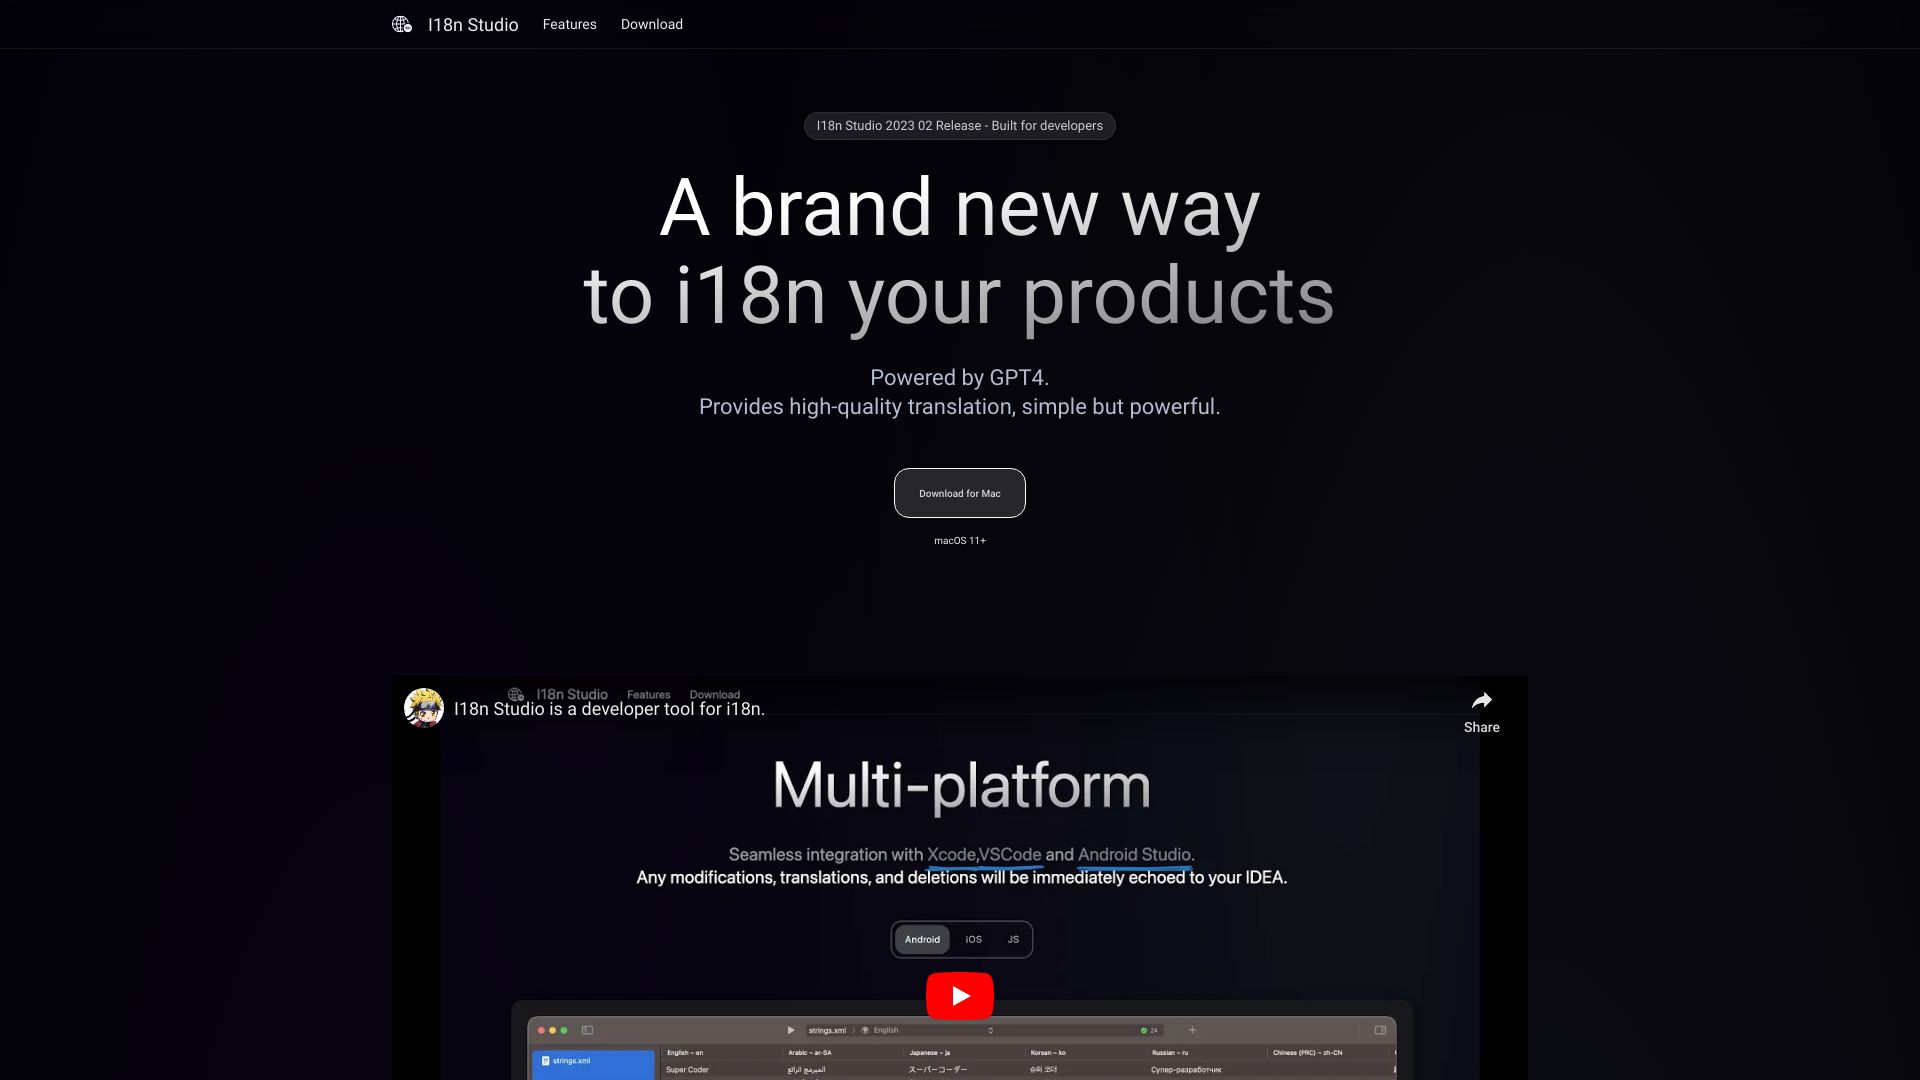 I18n Studio Features Download
I18n Studio 2023 02 Release - Built for developers
A brand new way
to i18n your products
Powered by GPT4.
Provides high-quality translation, simple but powerful.
Download for Mac
macOS 11+
I18n Studio Features Download
I18n Studio is a developer tool for i18n.
Share
Multi-platform
Seamless integration with Xcode,VSCode and Android Studio.
Any modifications, translations, and deletions will be immediately echoed to your IDEA.
Android iOS JS
strings.xml English 24
strings.xml
English ~ en Arabic ~ ar-SA Japanese ~ ja Korean ~ ko Russian ~ ru Chinese (PRC) ~ zh-CN
Super Coder المبرمج الرائع スーパーコーダー 슈퍼 코더 Супер-разработчик